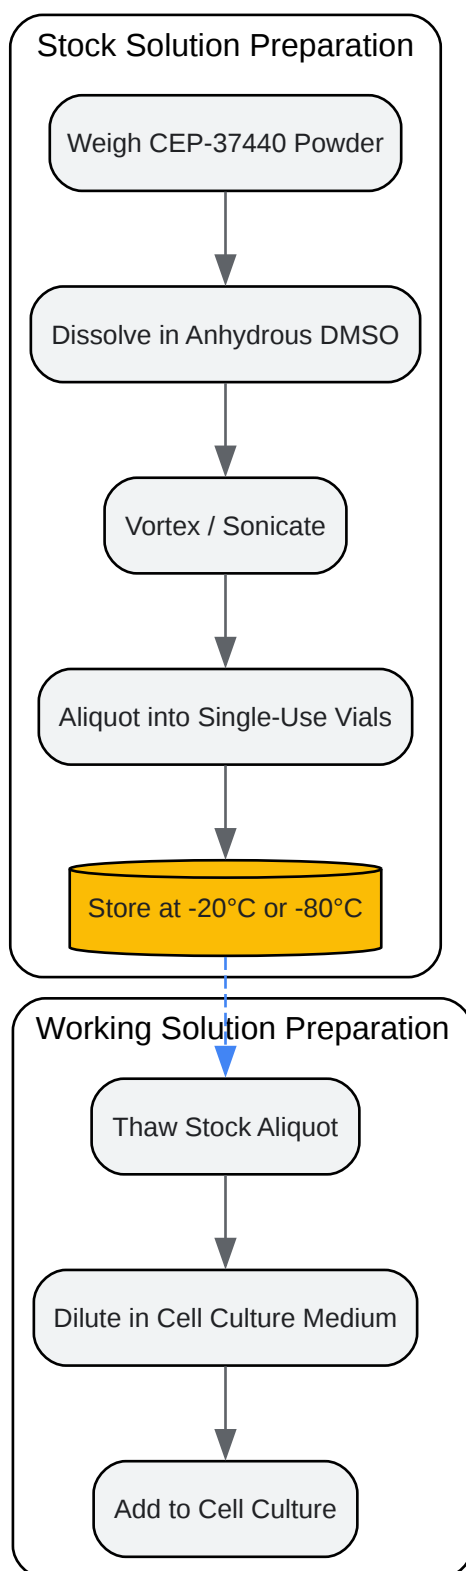 Stock Solution Preparation
Weigh CEP-37440 Powder
Dissolve in Anhydrous DMSO
Vortex / Sonicate
Aliquot into Single-Use Vials
Store at -20°C or -80°C
Working Solution Preparation
Thaw Stock Aliquot
Dilute in Cell Culture Medium
Add to Cell Culture